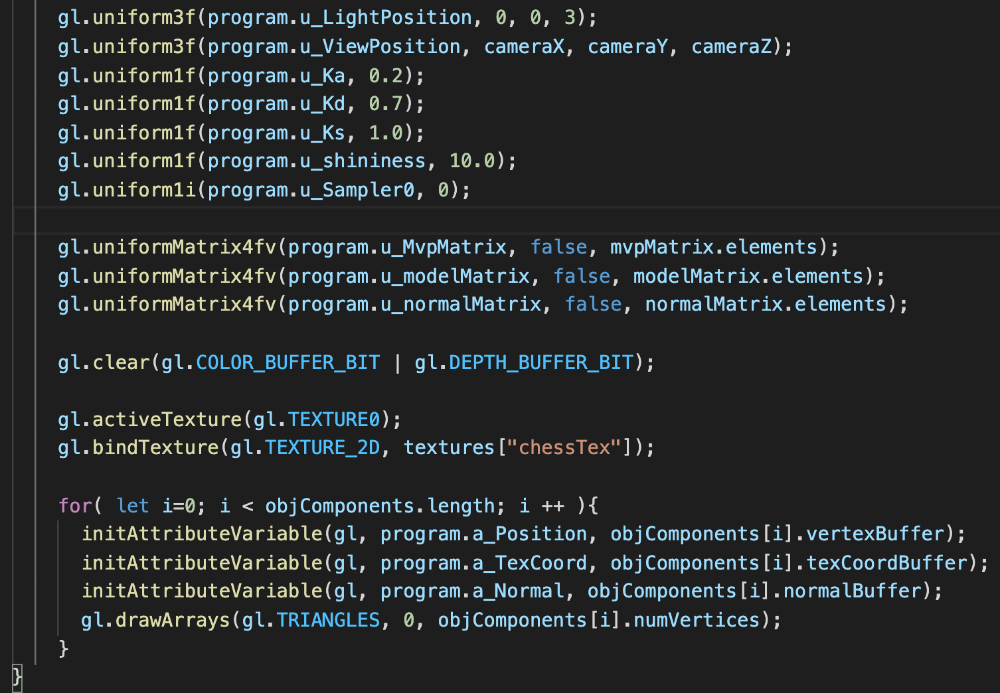 gl.uniform3f(program.u_LightPosition, 0, 0, 3);
gl.uniform3f(program.u_ViewPosition, cameraX, cameraY, cameraZ);
gl.uniform1f(program.u_Ka, 0.2);
gl.uniform1f(program.u_Kd, 0.7);
gl.uniform1f(program.u_Ks, 1.0);
gl.uniform1f(program.u_shininess, 10.0);
gl.uniform1i(program.u_Sampler0, 0);
gl.uniformMatrix4fv(program.u_MvpMatrix, false, mvpMatrix.elements);
gl.uniformMatrix4fv(program.u_modelMatrix, false, modelMatrix.elements);
gl.uniformMatrix4fv(program.u_normalMatrix, false, normalMatrix.elements);
gl.clear(gl.COLOR_BUFFER_BIT | gl.DEPTH_BUFFER_BIT);
gl.activeTexture(gl.TEXTURE0);
gl.bindTexture(gl.TEXTURE_2D, textures["chessTex"]);
for( let i=0; i < objComponents.length; i ++ ){
initAttributeVariable(gl, program.a_Position, objComponents[i].vertexBuffer);
initAttributeVariable(gl, program.a_TexCoord, objComponents[i].texCoordBuffer);
initAttributeVariable(gl, program.a_Normal, objComponents[i].normalBuffer);
gl.drawArrays(gl.TRIANGLES, 0, objComponents[i].numVertices);
}
}